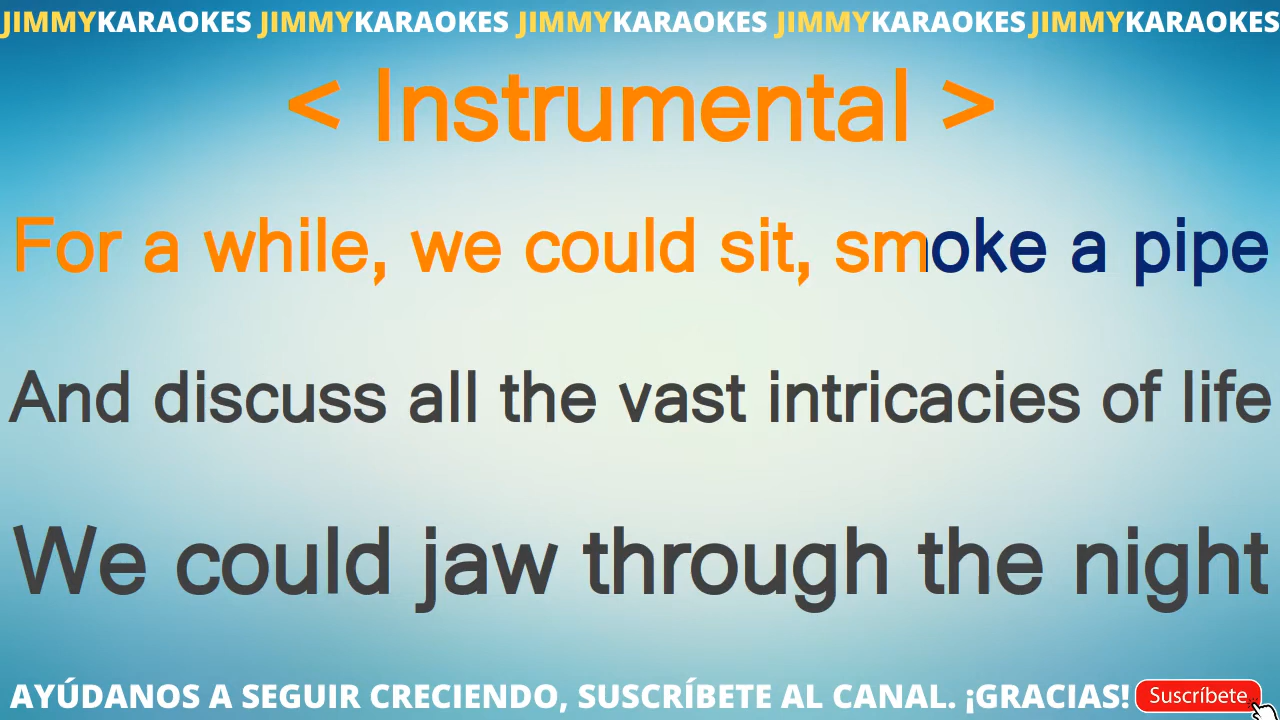 JIMMYKARAOKES JIMMYKARAOKES JIMMYKARAOKES JIMMYKARAOKES JIMMYKARAOKES
< Instrumental >
For a while, we could sit, smoke a pipe
And discuss all the vast intricacies of life
We could jaw through the night
AYÚDANOS A SEGUIR CRECIENDO, SUSCRÍBETE AL CANAL. ¡GRACIAS! Suscríbete